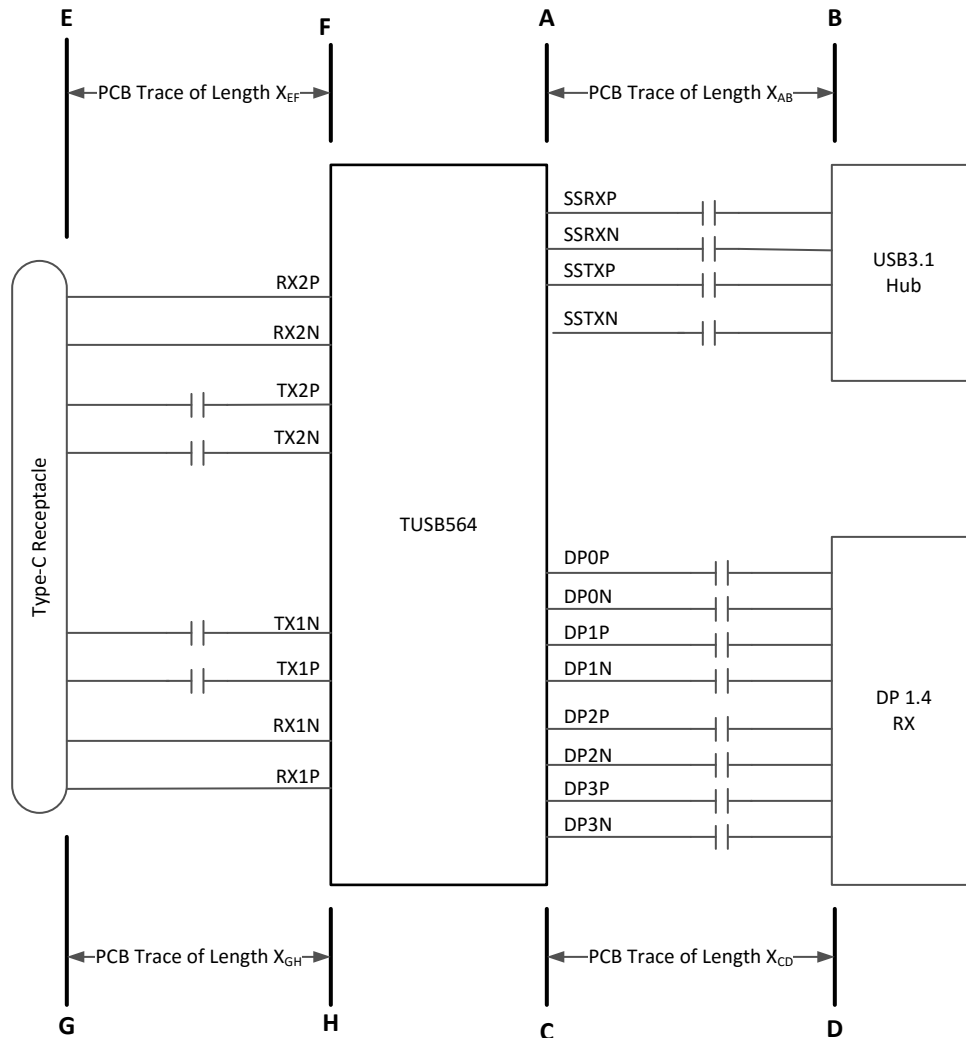 E
F
A
B
PCB Trace of Length XEF
PCB Trace of Length XAB
SSRXP
SSRXN
SSTXP
SSTXN
USB3.1
Hub
RX2P
RX2N
TX2P
TX2N
Type-C Receptacle
TUSB564
TX1N
TX1P
RX1N
RX1P
DP0P
DP0N
DP1P
DP1N
DP2P
DP2N
DP3P
DP3N
DP 1.4
RX
PCB Trace of Length XGH
PCB Trace of Length XCD
G
H
C
D